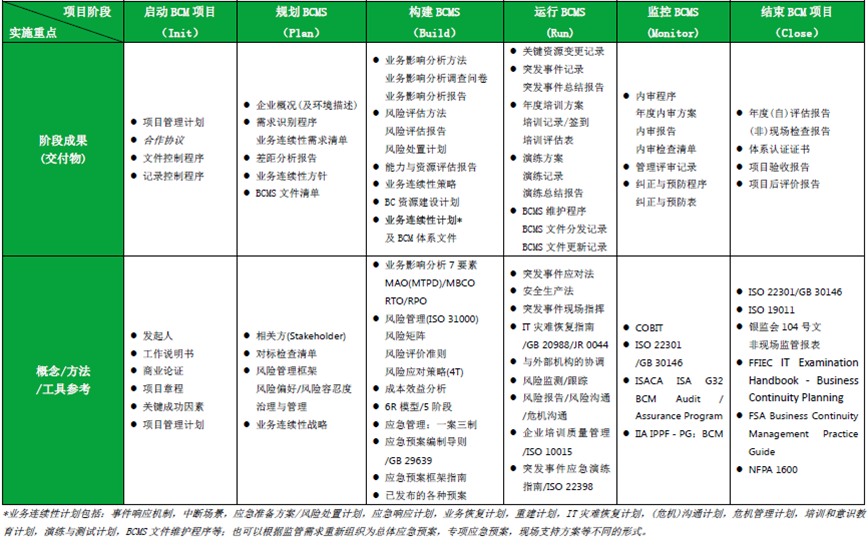 项目阶段
实施重点
启动 BCM 项目
（Init）
规划 BCMS
（Plan）
构建 BCMS
（Build）
运行 BCMS
（Run）
监控 BCMS
（Monitor）
结束 BCM 项目
（Close）
阶段成果
(交付物)
● 项目管理计划
● 合作协议
● 文件控制程序
● 记录控制程序
● 企业概况(及环境描述)
● 需求识别程序
业务连续性需求清单
● 差距分析报告
● 业务连续性方针
● BCMS 文件清单
● 业务影响分析方法
业务影响分析调查问卷
业务影响分析报告
● 风险评估方法
风险评估报告
风险处置计划
● 能力与资源评估报告
● 业务连续性策略
● BC 资源建设计划
● 业务连续性计划*
及 BCM 体系文件
● 关键资源变更记录
● 突发事件记录
突发事件总结报告
● 年度培训方案
培训记录/签到
培训评估表
● 演练方案
演练记录
演练总结报告
● BCMS 维护程序
BCMS 文件分发记录
BCMS 文件更新记录
● 内审程序
年度内审方案
内审报告
内审检查清单
● 管理评审记录
● 纠正与预防程序
纠正与预防表
● 年度(自)评估报告
(非)现场检查报告
● 体系认证证书
● 项目验收报告
● 项目后评价报告
概念/方法
/工具参考
● 发起人
● 工作说明书
● 商业论证
● 项目章程
● 关键成功因素
● 项目管理计划
● 相关方(Stakeholder)
● 对标检查清单
● 风险管理框架
风险偏好/风险容忍度
治理与管理
● 业务连续性战略
● 业务影响分析 7 要素
MAO(MTPD)/MBCO
RTO/RPO
● 风险管理(ISO 31000)
风险矩阵
风险评价准则
风险应对策略(4T)
● 成本效益分析
● 6R 模型/5 阶段
● 应急管理：一案三制
● 应急预案编制导则
/GB 29639
● 应急预案框架指南
● 已发布的各种预案
● 突发事件应对法
● 安全生产法
● 突发事件现场指挥
● IT 灾难恢复指南
/GB 20988/JR 0044
● 与外部机构的协调
● 风险监测/跟踪
● 风险报告/风险沟通
/危机沟通
● 企业培训质量管理
/ISO 10015
● 突发事件应急演练
指南/ISO 22398
● COBIT
● ISO 22301
/GB 30146
● ISACA ISA G32
BCM Audit /
Assurance Program
● IIA IPPF - PG：BCM
● ISO 22301/GB 30146
● ISO 19011
● 银监会 104 号文
非现场监管报表
● FFIEC IT Examination
Handbook - Business
Continuity Planning
● FSA Business Continuity
Management Practice
Guide
● NFPA 1600
*业务连续性计划包括：事件响应机制，中断场景，应急准备方案/风险处置计划，应急响应计划，业务恢复计划，重建计划，IT 灾难恢复计划，(危机)沟通计划，危机管理计划，培训和意识教
育计划，演练与测试计划，BCMS 文件维护程序等；也可以根据监管需求重新组织为总体应急预案，专项应急预案，现场支持方案等不同的形式。